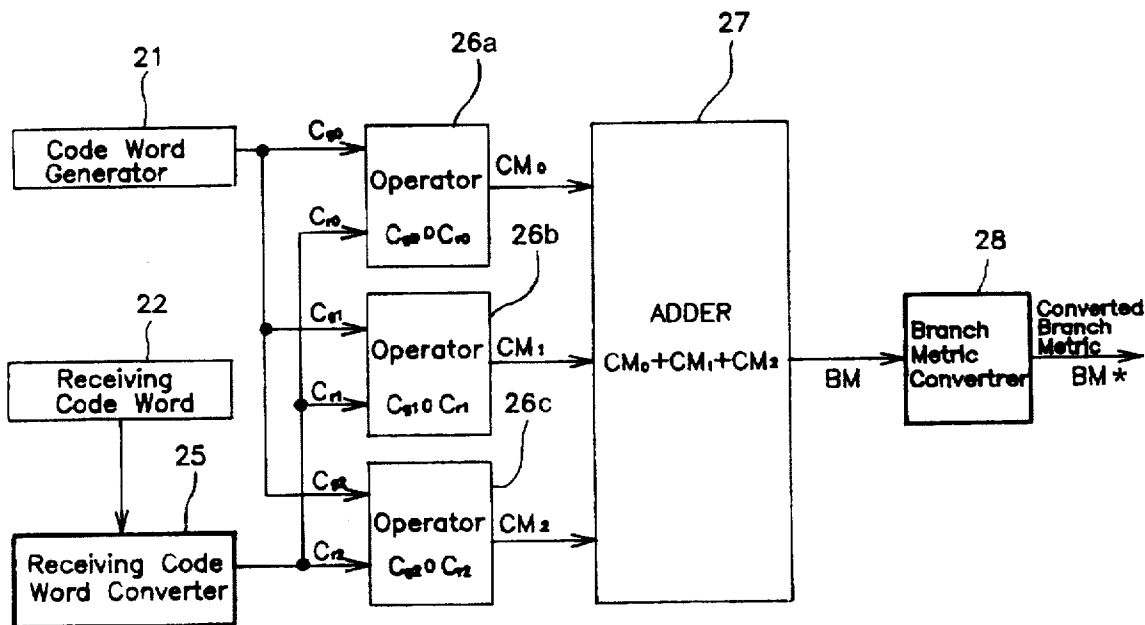 21
Code Word
Generator
22
Receiving
Code Word
25
Receiving Code
Word Converter
Cg0
Cr0
26a
Operator
Cg0 o Cr0
CM0
Cg1
Cr1
26b
Operator
Cg1 o Cr1
CM1
Cg2
Cr2
26c
Operator
Cg2 o Cr2
CM2
27
ADDER
CM0+CM1+CM2
BM
28
Branch
Metric
Convertrer
Converted
Branch
Metric
BM*